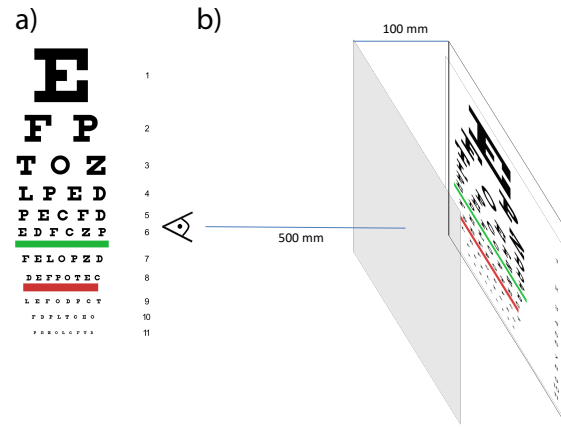 a)
b)
100 mm
E 1
F P 2
T O Z 3
L P E D 4
P E C F D 5
E D F C Z P 6
500 mm
F E L O P Z D 7
D E F P O T E C 8
L E F O D P C T 9
F D P L T C E O 10
11